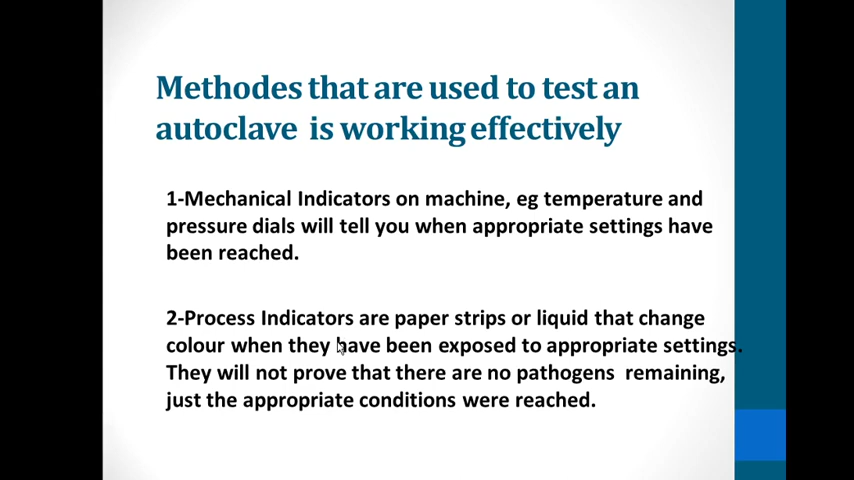 Methodes that are used to test an
autoclave is working effectively
1-Mechanical Indicators on machine, eg temperature and
pressure dials will tell you when appropriate settings have
been reached.
2-Process Indicators are paper strips or liquid that change
colour when they have been exposed to appropriate settings.
They will not prove that there are no pathogens remaining,
just the appropriate conditions were reached.